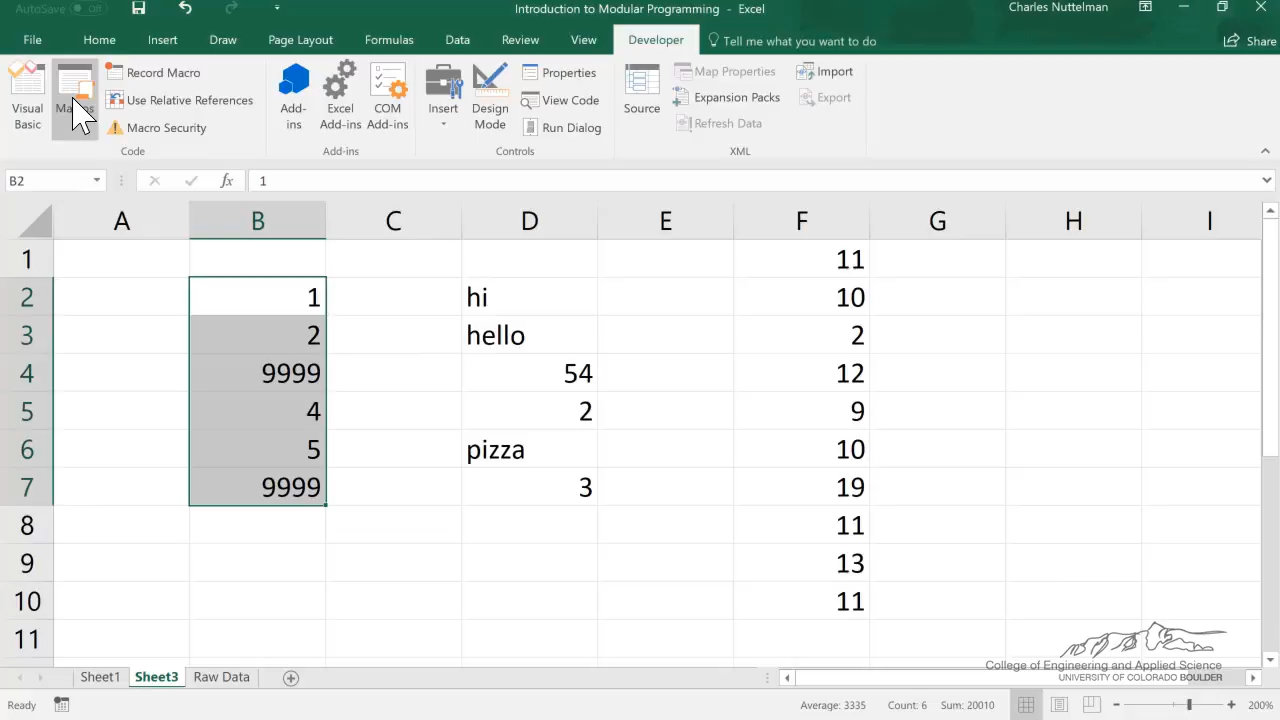 AutoSave Off
Introduction to Modular Programming - Excel
Charles Nuttelman
File Home Insert Draw Page Layout Formulas Data Review View Developer Tell me what you want to do Share
Visual Basic
Macros
Record Macro
Use Relative References
Macro Security
Code
Add-ins
Excel Add-ins
COM Add-ins
Add-ins
Insert
Design Mode
Properties
View Code
Run Dialog
Controls
Source
Map Properties
Expansion Packs
Refresh Data
Import
Export
XML
B2 fx 1
A B C D E F G H I
1 11
2 1 hi 10
3 2 hello 2
4 9999 54 12
5 4 2 9
6 5 pizza 10
7 9999 3 19
8 11
9 13
10 11
11
College of Engineering and Applied Science
UNIVERSITY OF COLORADO BOULDER
Sheet1 Sheet3 Raw Data
Ready Average: 3335 Count: 6 Sum: 20010 200%